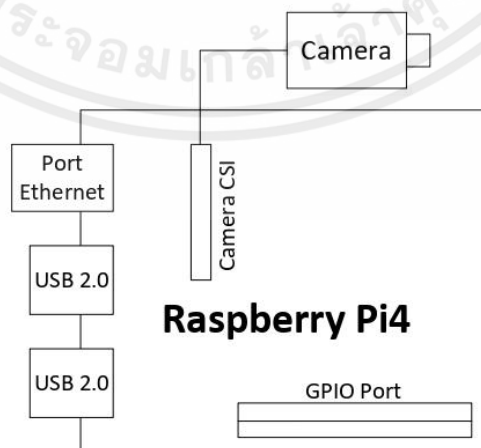 Camera
Port
Ethernet
Camera CSI
USB 2.0
Raspberry Pi4
USB 2.0
GPIO Port